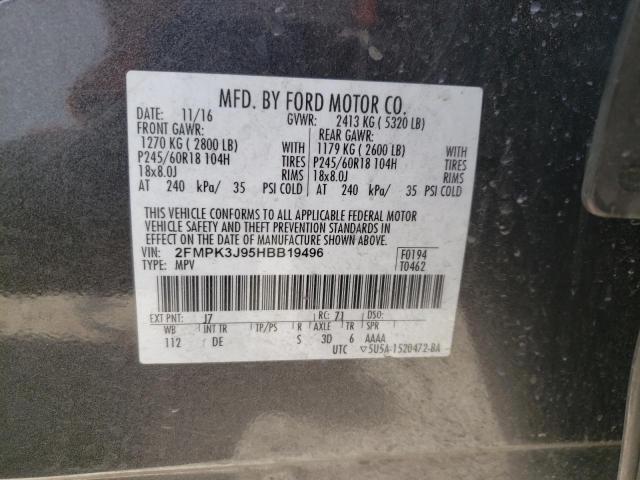 MFD. BY FORD MOTOR CO.
DATE: 11/16 GVWR: 2413 KG ( 5320 LB)
FRONT GAWR: REAR GAWR:
1270 KG ( 2800 LB) 1179 KG ( 2600 LB)
P245/60R18 104H TIRES P245/60R18 104H TIRES
18x8.0J RIMS 18x8.0J RIMS
AT 240 kPa/ 35 PSI COLD AT 240 kPa/ 35 PSI COLD
THIS VEHICLE CONFORMS TO ALL APPLICABLE FEDERAL MOTOR
VEHICLE SAFETY AND THEFT PREVENTION STANDARDS IN
EFFECT ON THE DATE OF MANUFACTURE SHOWN ABOVE.
VIN: 2FMPK3J95HBB19496 F0194
TYPE: MPV T0462
EXT PNT: J7 RC: 71 DSO:
WB INT TR TP/PS R AXLE TR SPR
112 DE S 3D 6 AAAA
UTC ▽5U5A-1520472-BA